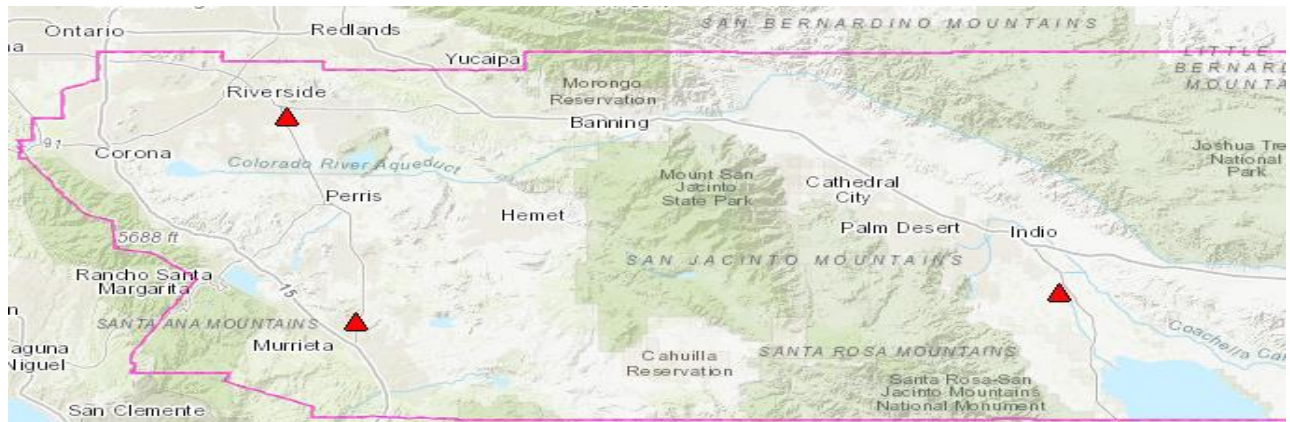 SAN BERNARDINO MOUNTAINS
Ontario
Redlands
na
Yucaipa
LITTLE
BERNARD
MOUNTA
Riverside
Morongo
Reservation
Banning
91
Corona
Colorado River Aqueduct
Joshua Tre
National
Park
Mount San
Jacinto
State Park
Cathedral
City
Perris
Hemet
Palm Desert
Indio
5688 ft
SAN JACINTO MOUNTAINS
Rancho Santa
Margarita
15
n
SANTA ANA MOUNTAINS
Murrieta
aguna
Niguel
Coachella Can
Cahuilla
Reservation
SANTA ROSA MOUNTAINS
Santa Rosa-San
Jacinto Mountains
National Monument
San Clemente